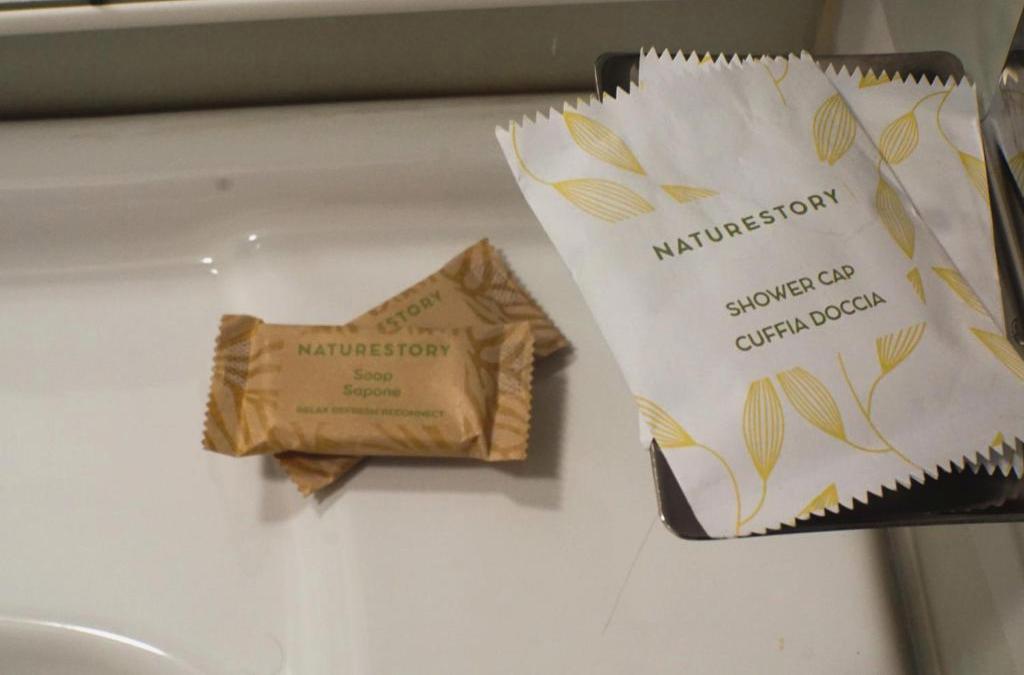 NATURESTORY
SHOWER CAP
CUFFIA DOCCIA
STORY
NATURESTORY
Soap
Sapone
RELAX REFRESH RECONNECT